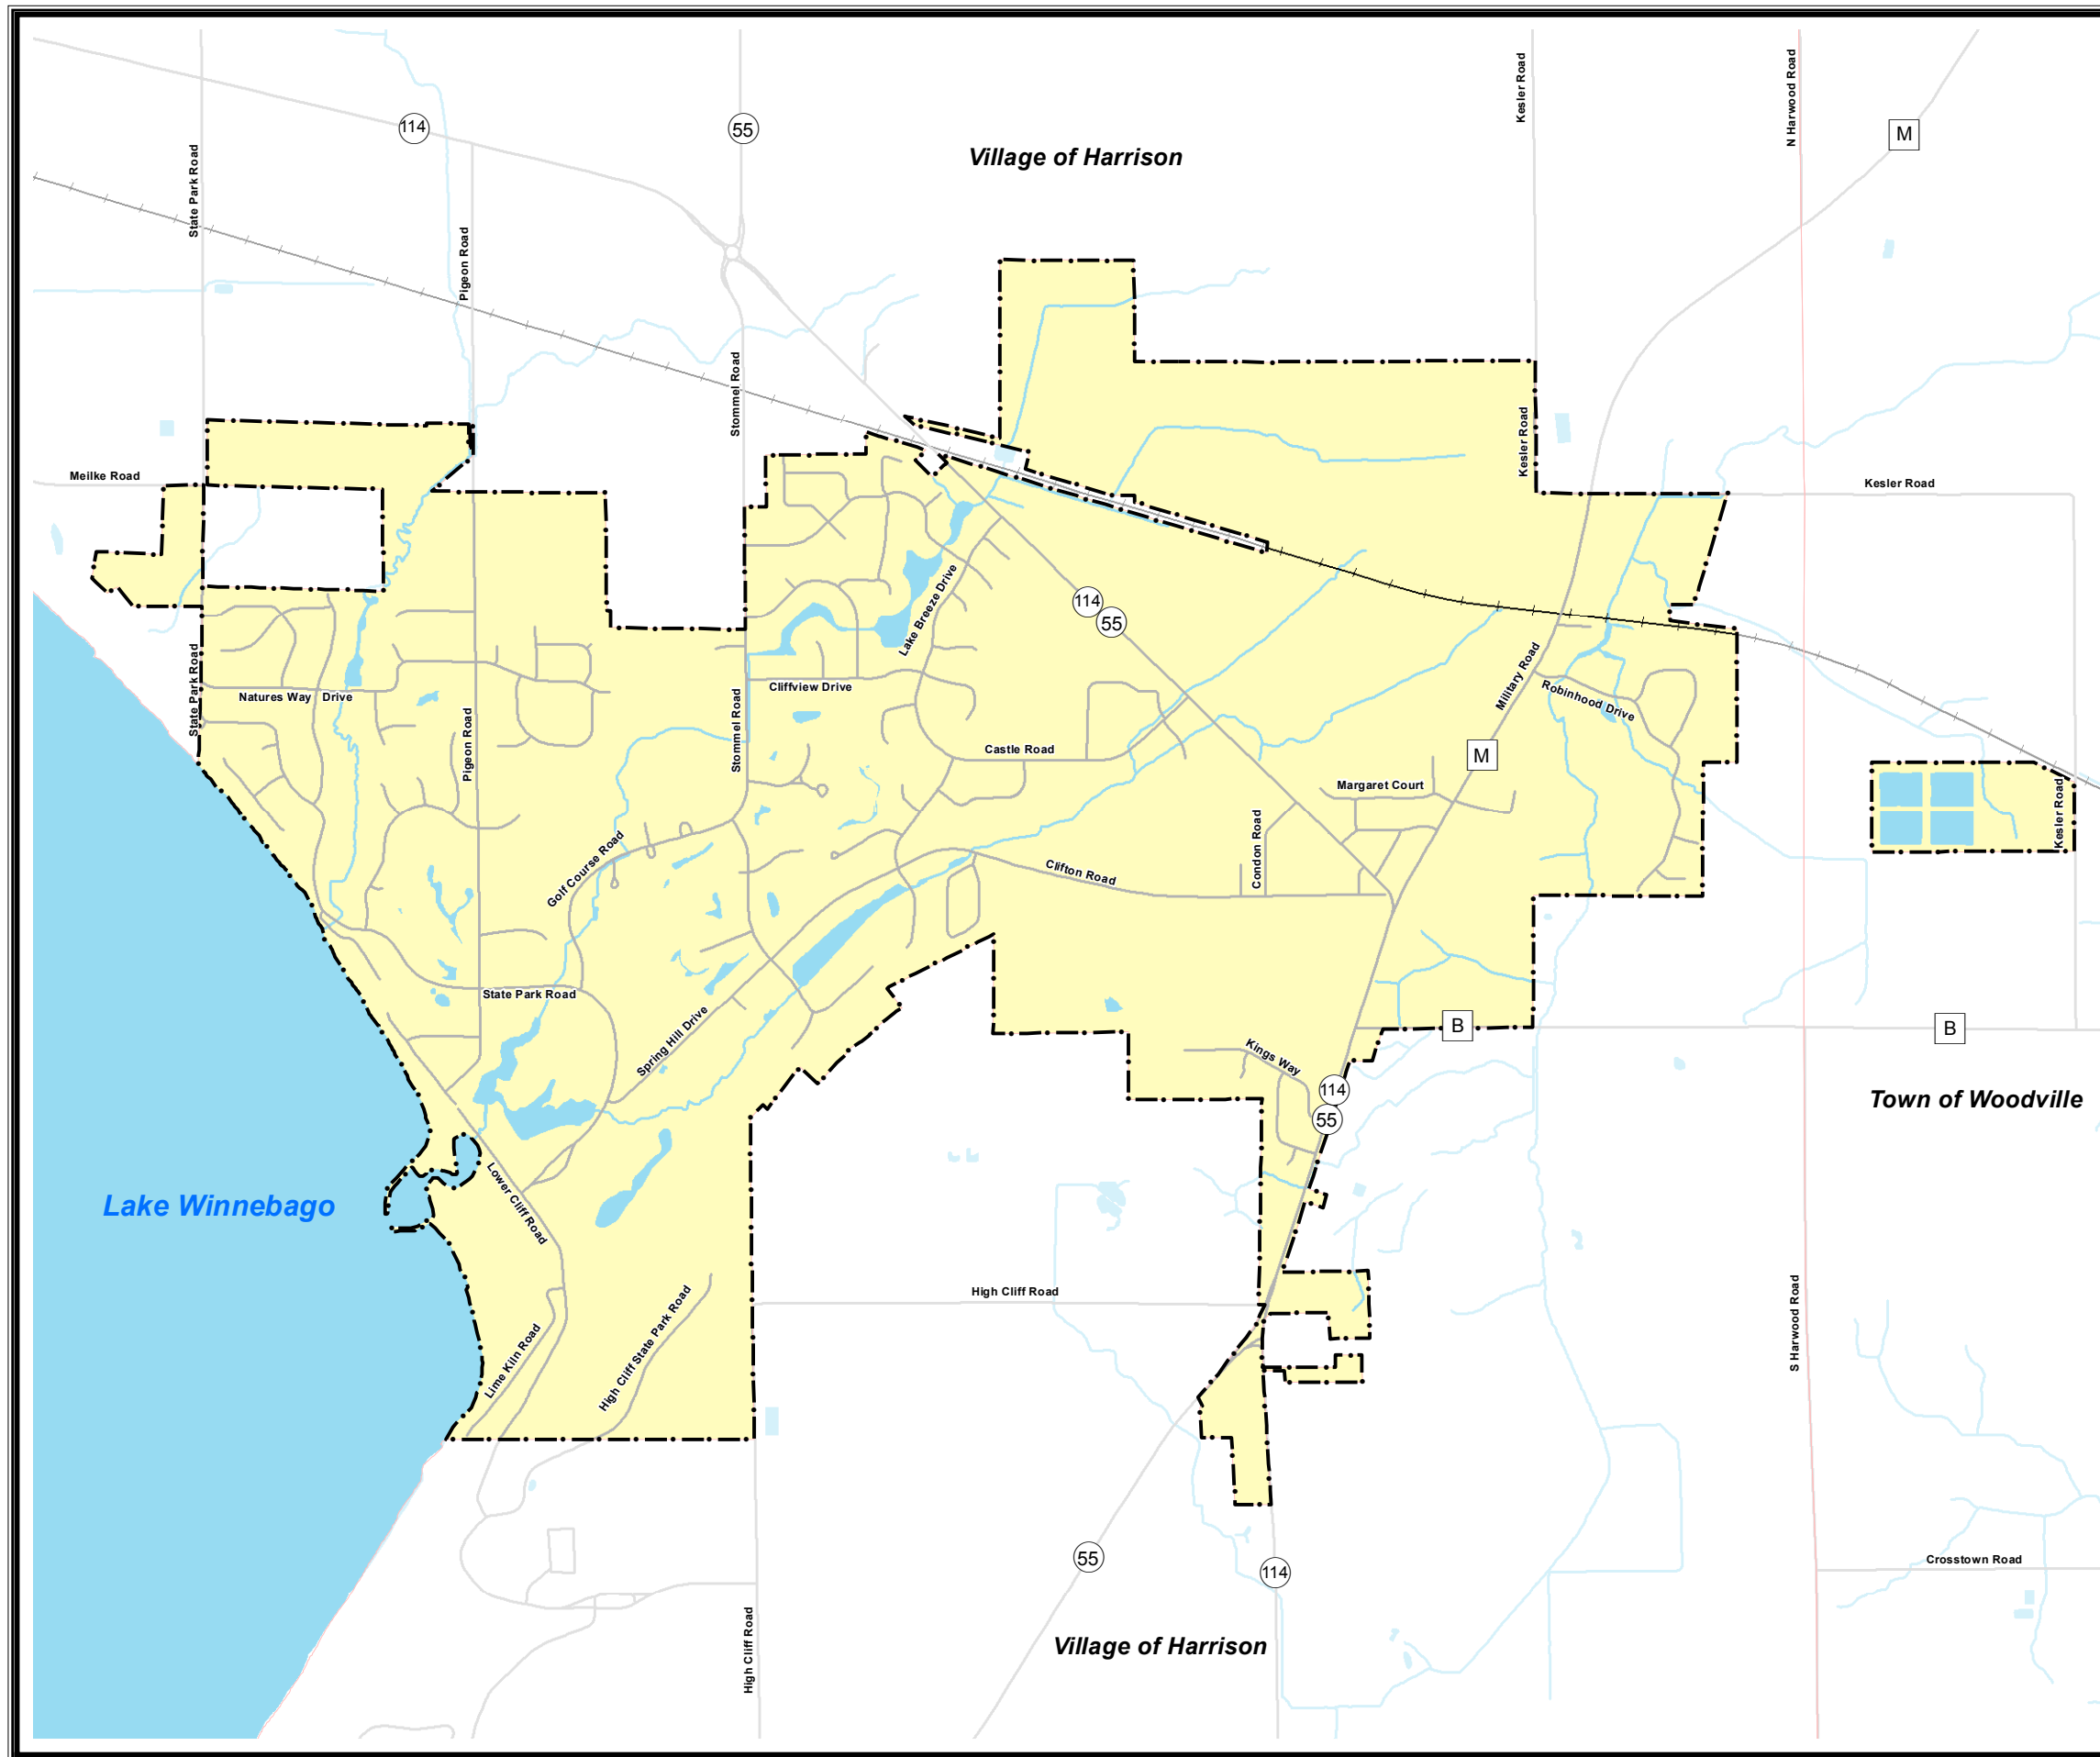 Kesler Road
N Harwood Road
114
55
M
State Park Road
Village of Harrison
Pigeon Road
Stommel Road
Kesler Road
Meilke Road
Kesler Road
Lake Breeze Drive
114
55
State Park Road
Natures Way Drive
Cliffview Drive
Military Road
Robinhood Drive
Pigeon Road
Stommel Road
Castle Road
M
Margaret Court
Kesler Road
Golf Course Road
Clifton Road
Condon Road
State Park Road
Spring Hill Drive
B
B
Kings Way
114
55
Town of Woodville
Lake Winnebago
Lower Cliff Road
High Cliff Road
S Harwood Road
Lime Kiln Road
High Cliff State Park Road
55
114
Crosstown Road
High Cliff Road
Village of Harrison